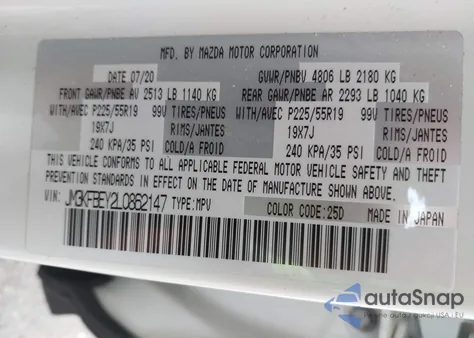 MFD. BY MAZDA MOTOR CORPORATION
DATE 07/20 GVWR/PNBV 4806 LB 2180 KG
FRONT GAWR/PNBE AV 2513 LB 1140 KG REAR GAWR/PNBE AR 2293 LB 1040 KG
WITH/AVEC P225/55R19 99V TIRES/PNEUS WITH/AVEC P225/55R19 99V TIRES/PNEUS
19X7J RIMS/JANTES 19X7J RIMS/JANTES
240 KPA/35 PSI COLD/A FROID 240 KPA/35 PSI COLD/A FROID
THIS VEHICLE CONFORMS TO ALL APPLICABLE FEDERAL MOTOR VEHICLE SAFETY, BUMPER, AND THEFT
PREVENTION STANDARDS IN EFFECT ON THE DATE OF MANUFACTURE SHOWN ABOVE.
VIN: JM3KFBEY2L0862147 TYPE:MPV COLOR CODE:25D MADE IN JAPAN
autoSnap